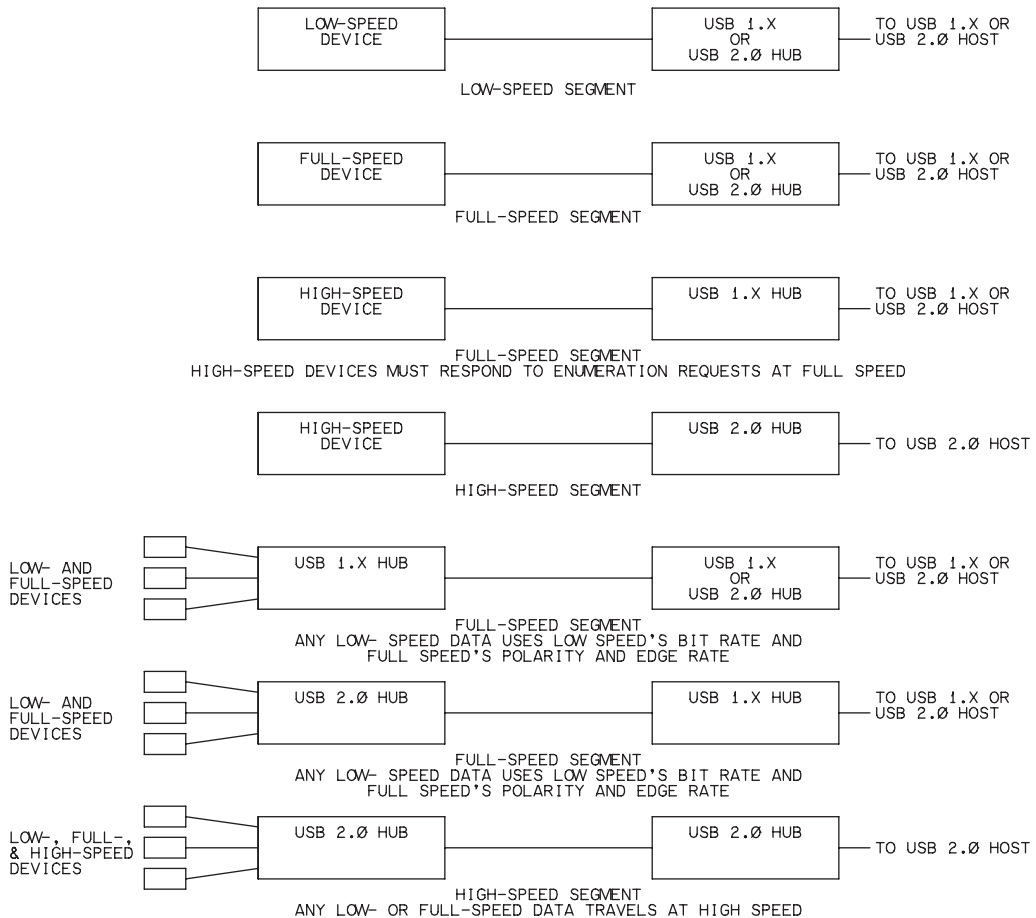 LOW-SPEED
DEVICE
USB 1.X
OR
USB 2.Ø HUB
TO USB 1.X OR
USB 2.Ø HOST
LOW-SPEED SEGMENT
FULL-SPEED
DEVICE
USB 1.X
OR
USB 2.Ø HUB
TO USB 1.X OR
USB 2.Ø HOST
FULL-SPEED SEGMENT
HIGH-SPEED
DEVICE
USB 1.X HUB
TO USB 1.X OR
USB 2.Ø HOST
FULL-SPEED SEGMENT
HIGH-SPEED DEVICES MUST RESPOND TO ENUMERATION REQUESTS AT FULL SPEED
HIGH-SPEED
DEVICE
USB 2.Ø HUB
TO USB 2.Ø HOST
HIGH-SPEED SEGMENT
LOW- AND
FULL-SPEED
DEVICES
USB 1.X HUB
USB 1.X
OR
USB 2.Ø HUB
TO USB 1.X OR
USB 2.Ø HOST
FULL-SPEED SEGMENT
ANY LOW- SPEED DATA USES LOW SPEED'S BIT RATE AND
FULL SPEED'S POLARITY AND EDGE RATE
LOW- AND
FULL-SPEED
DEVICES
USB 2.Ø HUB
USB 1.X HUB
TO USB 1.X OR
USB 2.Ø HOST
FULL-SPEED SEGMENT
ANY LOW- SPEED DATA USES LOW SPEED'S BIT RATE AND
FULL SPEED'S POLARITY AND EDGE RATE
LOW-, FULL-,
& HIGH-SPEED
DEVICES
USB 2.Ø HUB
USB 2.Ø HUB
TO USB 2.Ø HOST
HIGH-SPEED SEGMENT
ANY LOW- OR FULL-SPEED DATA TRAVELS AT HIGH SPEED